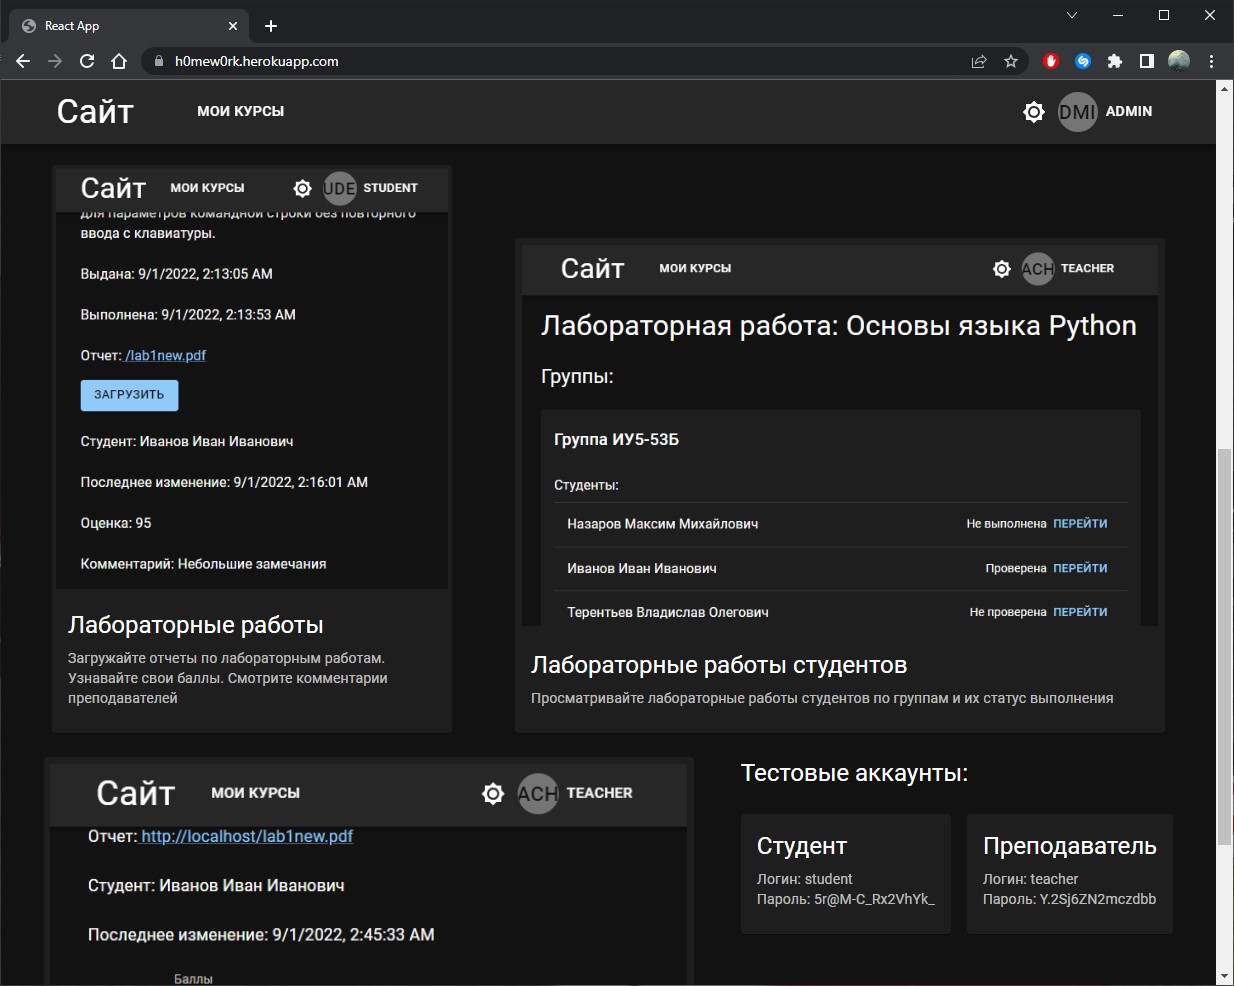 React App
h0mew0rk.herokuapp.com
Сайт
МОИ КУРСЫ
DMI
ADMIN
Сайт
МОИ КУРСЫ
UDE
STUDENT
для параметров командной строки без повторного
ввода с клавиатуры.
Выдана: 9/1/2022, 2:13:05 AM
Выполнена: 9/1/2022, 2:13:53 AM
Отчет: /lab1new.pdf
ЗАГРУЗИТЬ
Студент: Иванов Иван Иванович
Последнее изменение: 9/1/2022, 2:16:01 AM
Оценка: 95
Комментарий: Небольшие замечания
Лабораторные работы
Загружайте отчеты по лабораторным работам.
Узнавайте свои баллы. Смотрите комментарии
преподавателей
Сайт
МОИ КУРСЫ
ACH
TEACHER
Лабораторная работа: Основы языка Python
Группы:
Группа ИУ5-53Б
Студенты:
Назаров Максим Михайлович Не выполнена ПЕРЕЙТИ
Иванов Иван Иванович Проверена ПЕРЕЙТИ
Терентьев Владислав Олегович Не проверена ПЕРЕЙТИ
Лабораторные работы студентов
Просматривайте лабораторные работы студентов по группам и их статус выполнения
Сайт
МОИ КУРСЫ
ACH
TEACHER
Отчет: http://localhost/lab1new.pdf
Студент: Иванов Иван Иванович
Последнее изменение: 9/1/2022, 2:45:33 AM
Баллы
Тестовые аккаунты:
Студент
Логин: student
Пароль: 5r@M-C_Rx2VhYk_
Преподаватель
Логин: teacher
Пароль: Y.2Sj6ZN2mczdbb